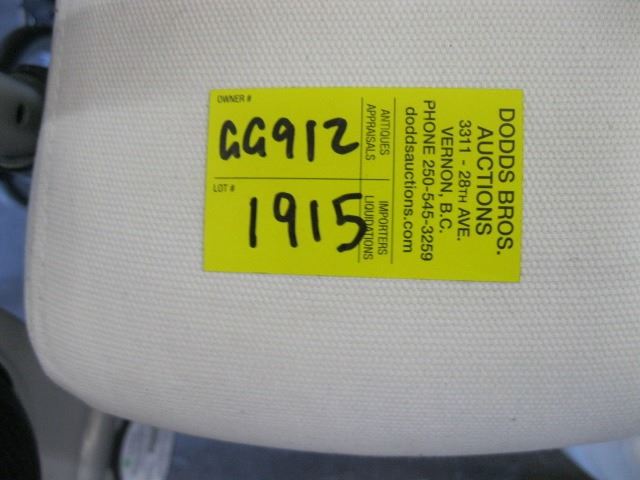 OWNER #
GG912
LOT #
1915
ANTIQUES
APPRAISALS
IMPORTERS
LIQUIDATIONS
DODDS BROS.
AUCTIONS
3311 - 28TH AVE.
VERNON, B.C.
PHONE 250-545-3259
doddsauctions.com